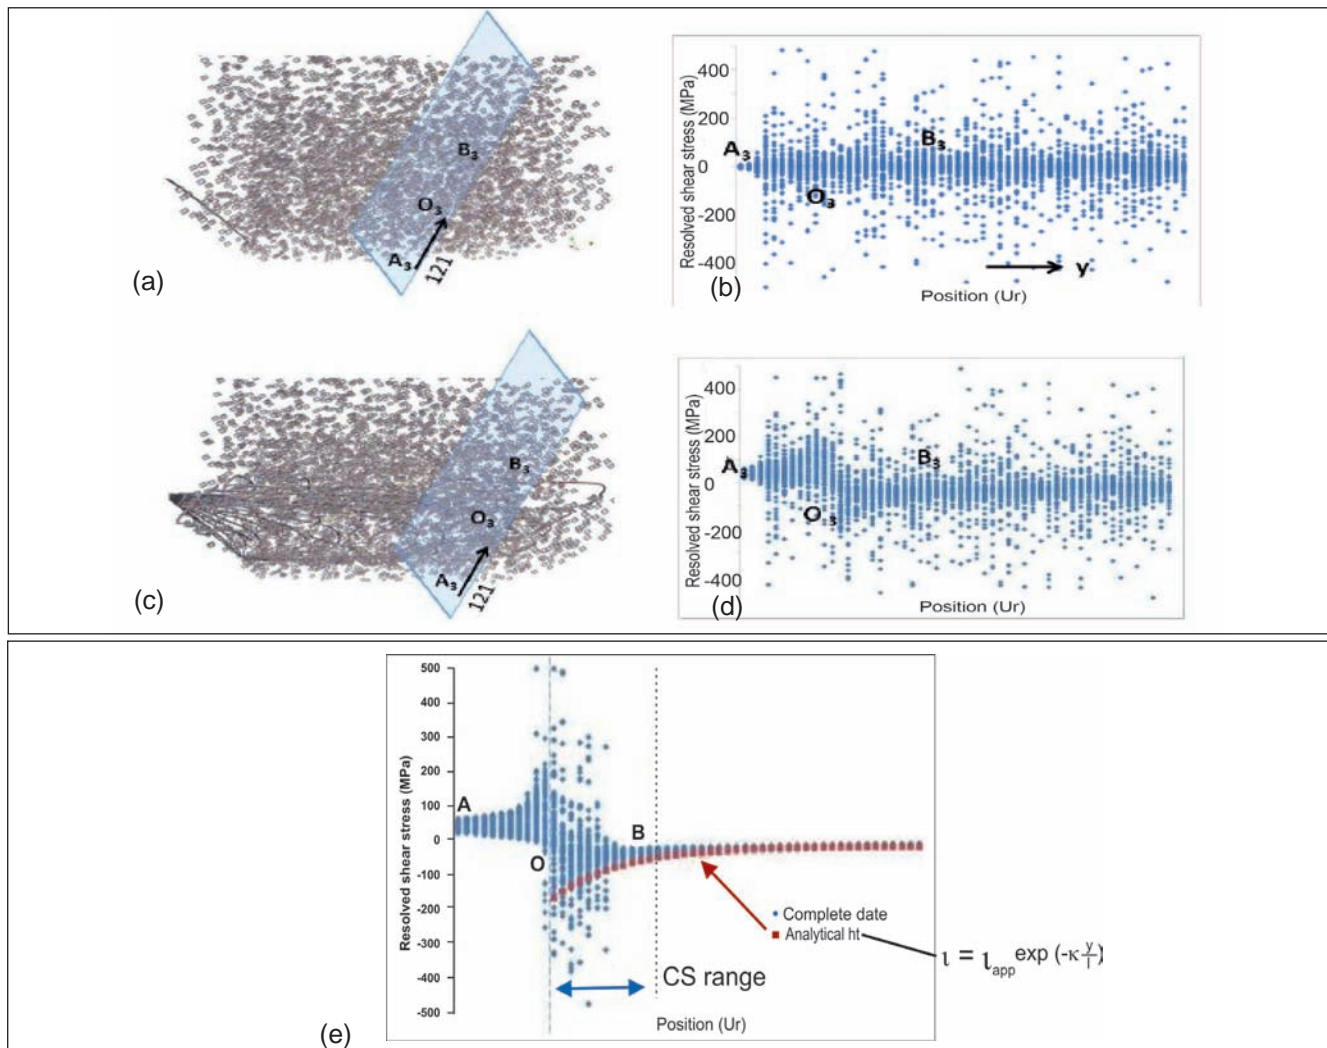 B₃
O₃
A₃
121
(a)
Resolved shear stress (MPa)
400
200
0
-200
-400
A₃
B₃
O₃
y
Position (Ur)
(b)
B₃
O₃
A₃
121
(c)
Resolved shear stress (MPa)
400
200
0
-200
-400
A₃
B₃
O₃
Position (Ur)
(d)
Resolved shear stress (MPa)
500
400
300
200
100
0
-100
-200
-300
-400
-500
A
O
B
CS range
Complete date
Analytical ht
ι = ι_app exp (-κ y/l)
Position (Ur)
(e)